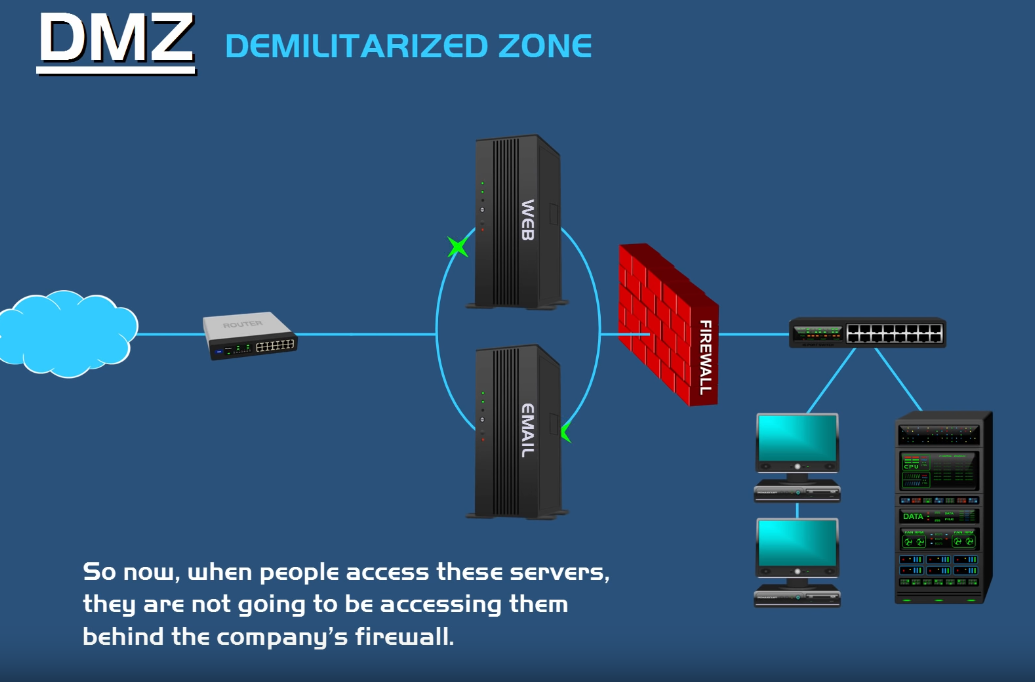 DMZ DEMILITARIZED ZONE
WEB
ROUTER
FIREWALL
EMAIL
CPU
DATA
So now, when people access these servers,
they are not going to be accessing them
behind the company's firewall.